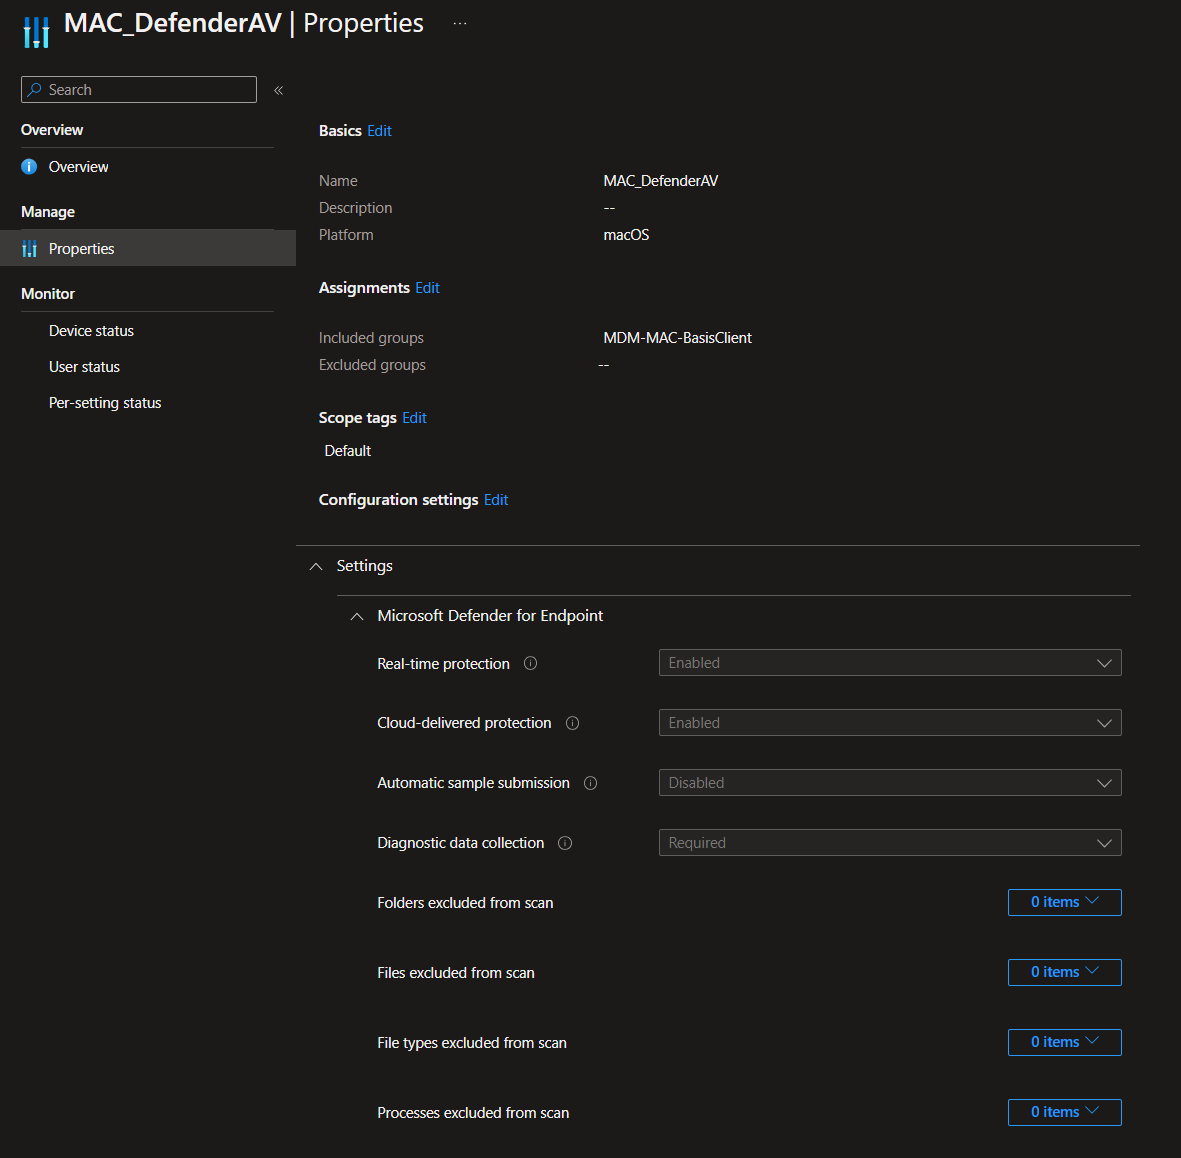 MAC_DefenderAV | Properties ...
Search
«
Overview
Overview
Manage
Properties
Monitor
Device status
User status
Per-setting status
Basics Edit
Name MAC_DefenderAV
Description --
Platform macOS
Assignments Edit
Included groups MDM-MAC-BasisClient
Excluded groups --
Scope tags Edit
Default
Configuration settings Edit
Settings
Microsoft Defender for Endpoint
Real-time protection Enabled
Cloud-delivered protection Enabled
Automatic sample submission Disabled
Diagnostic data collection Required
Folders excluded from scan 0 items
Files excluded from scan 0 items
File types excluded from scan 0 items
Processes excluded from scan 0 items